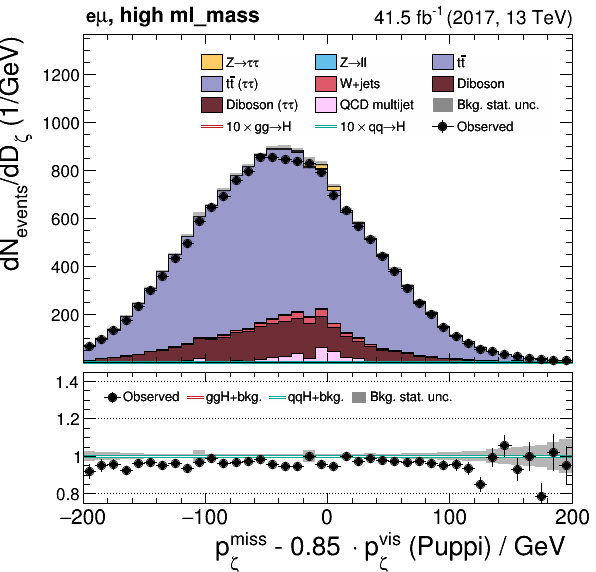 eμ, high ml_mass 41.5 fb⁻¹ (2017, 13 TeV)
dN_events/dD_ζ (1/GeV)
1200
1000
800
600
400
200
Z→ττ Z→ll tt̄
tt̄ (ττ) W+jets Diboson
Diboson (ττ) QCD multijet Bkg. stat. unc.
10 × gg→H 10 × qq→H Observed
1.4
1.2
1
0.8
Observed ggH+bkg. qqH+bkg. Bkg. stat. unc.
−200 −100 0 100 200
p_ζ^miss - 0.85 · p_ζ^vis (Puppi) / GeV